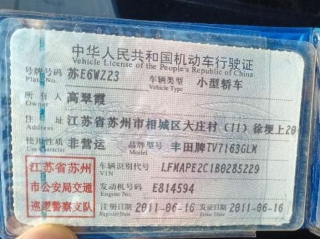 中华人民共和国机动车行驶证
Vehicle License of the People's Republic of China
号牌号码 苏E6WZ23 车辆类型 小型轿车
Plate No. Vehicle Type
所有人 高翠霞
Owner
住址 江苏省苏州市相城区大庄村(11)徐埂上20
Address
使用性质 非营运 品牌型号 丰田牌TV7163GLM
Use Character Model
江苏省苏州 车辆识别代号 LFMAPE2C1B0285229
VIN
市公安局交通 发动机号码 E814594
Engine No.
巡逻警察支队 注册日期 2011-06-16 发证日期 2011-06-16
Register Date Issue Date